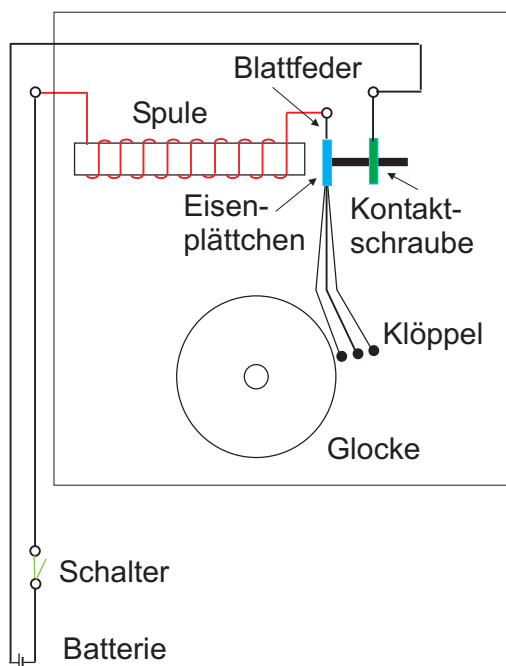 Blattfeder
Spule
Eisen-
plättchen
Kontakt-
schraube
Klöppel
Glocke
Schalter
Batterie